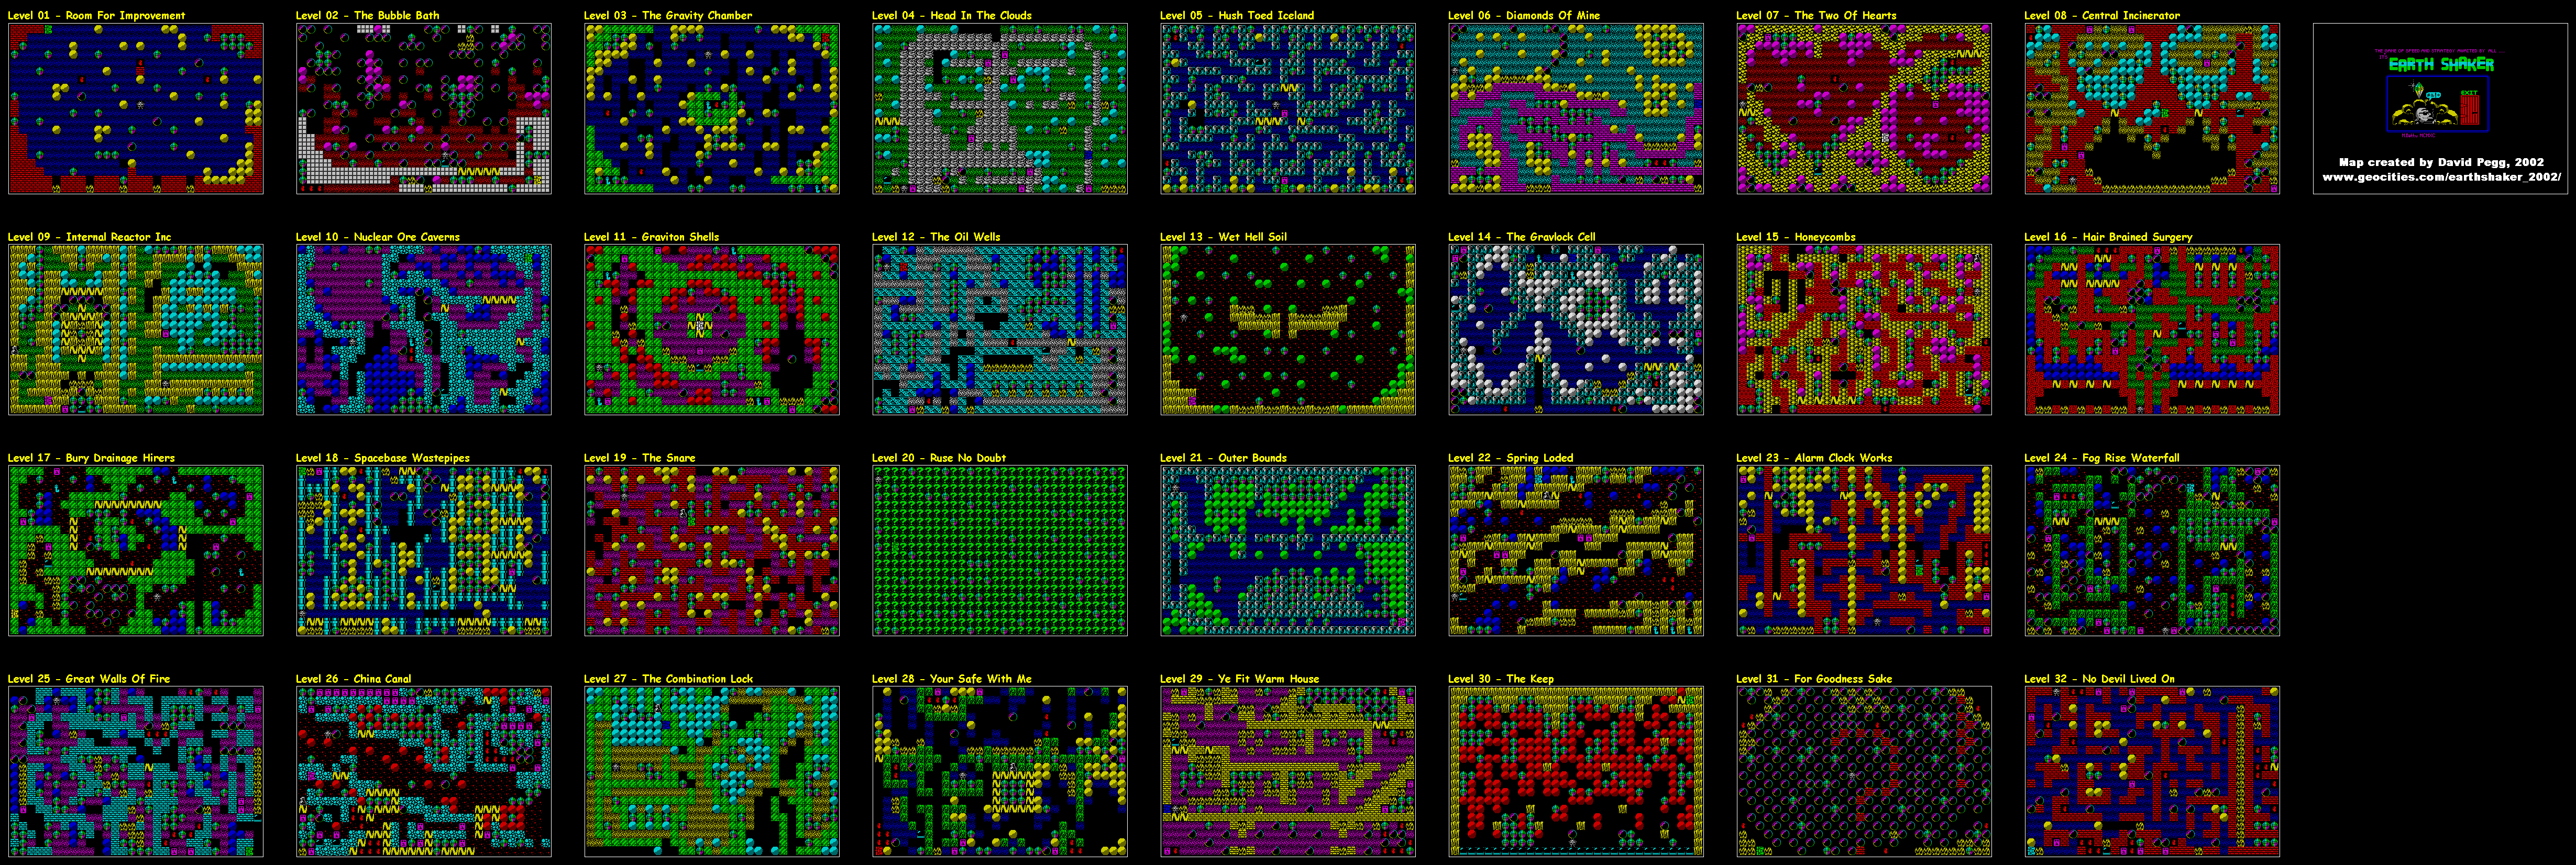 Level 01 - Room For Improvement
Level 02 - The Bubble Bath
Level 03 - The Gravity Chamber
Level 04 - Head In The Clouds
Level 05 - Hush Toed Iceland
Level 06 - Diamonds Of Mine
Level 07 - The Two Of Hearts
Level 08 - Central Incinerator
EARTH SHAKER
EXIT
Map created by David Pegg, 2002
www.geocities.com/earthshaker_2002/
Level 09 - Internal Reactor Inc
Level 10 - Nuclear Ore Caverns
Level 11 - Graviton Shells
Level 12 - The Oil Wells
Level 13 - Wet Hell Soil
Level 14 - The Gravlock Cell
Level 15 - Honeycombs
Level 16 - Hair Brained Surgery
Level 17 - Bury Drainage Hirers
Level 18 - Spacebase Wastepipes
Level 19 - The Snare
Level 20 - Ruse No Doubt
Level 21 - Outer Bounds
Level 22 - Spring Loded
Level 23 - Alarm Clock Works
Level 24 - Fog Rise Waterfall
Level 25 - Great Walls Of Fire
Level 26 - China Canal
Level 27 - The Combination Lock
Level 28 - Your Safe With Me
Level 29 - Ye Fit Warm House
Level 30 - The Keep
Level 31 - For Goodness Sake
Level 32 - No Devil Lived On